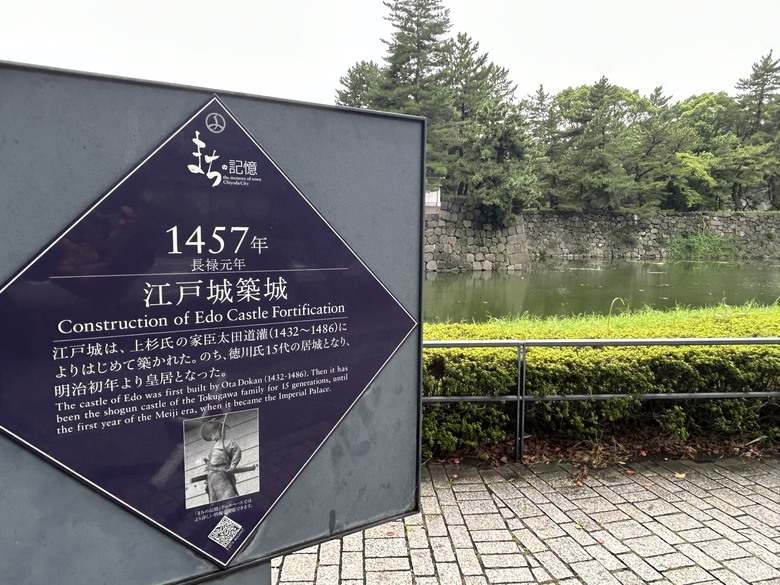 まちの記憶
the memory of town
Chiyoda City
1457年
長禄元年
江戸城築城
Construction of Edo Castle Fortification
江戸城は、上杉氏の家臣太田道灌(1432〜1486)に
よりはじめて築かれた。のち、徳川氏15代の居城となり、
明治初年より皇居となった。
The castle of Edo was first built by Ota Dokan (1432-1486). Then it has
been the shogun castle of the Tokugawa family for 15 generations, until
the first year of the Meiji era, when it became the Imperial Palace.